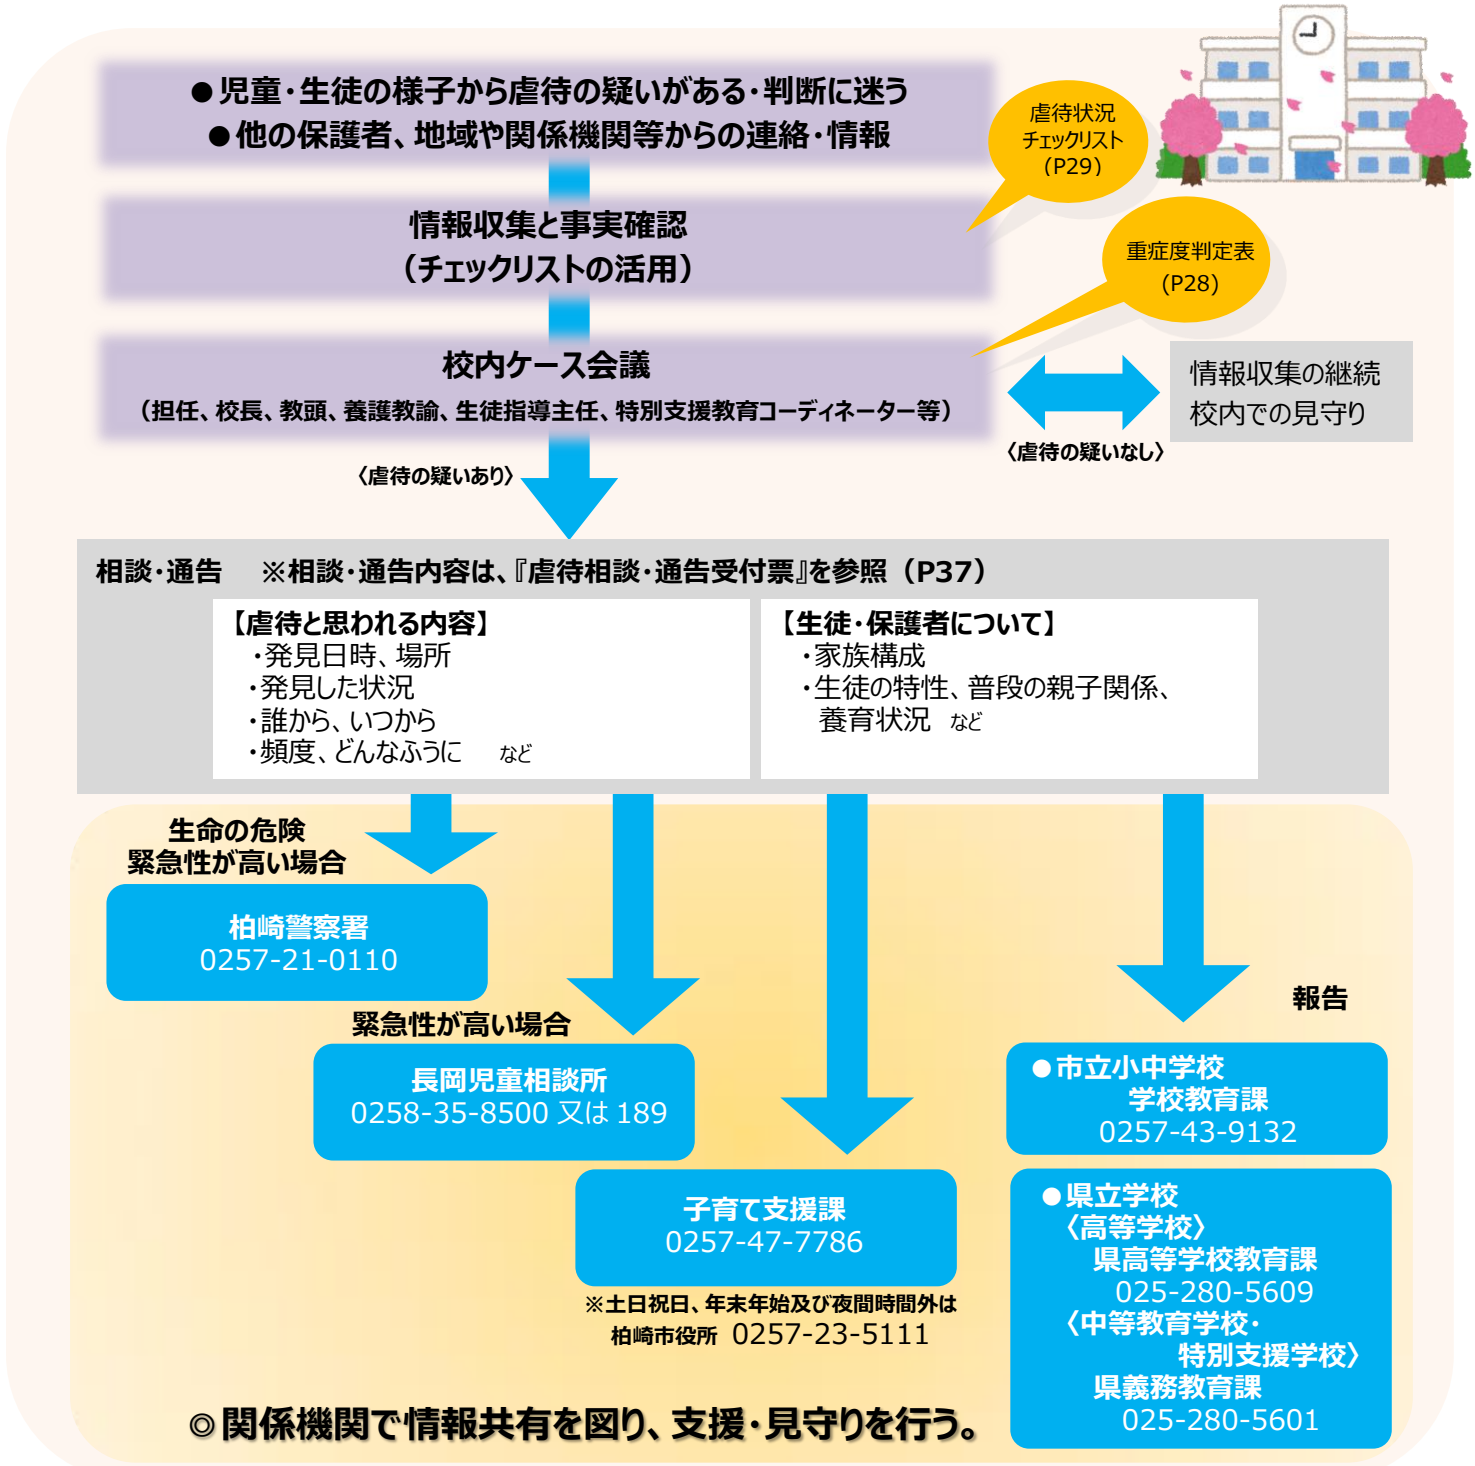 ●児童・生徒の様子から虐待の疑いがある・判断に迷う
●他の保護者、地域や関係機関等からの連絡・情報
虐待状況
チェックリスト
（P29）
情報収集と事実確認
（チェックリストの活用）
重症度判定表
（P28）
校内ケース会議
（担任、校長、教頭、養護教諭、生徒指導主任、特別支援教育コーディネーター等）
情報収集の継続
校内での見守り
〈虐待の疑いなし〉
〈虐待の疑いあり〉
相談・通告　※相談・通告内容は、『虐待相談・通告受付票』を参照（P37）
【虐待と思われる内容】
・発見日時、場所
・発見した状況
・誰から、いつから
・頻度、どんなふうに　など
【生徒・保護者について】
・家族構成
・生徒の特性、普段の親子関係、
養育状況　など
生命の危険
緊急性が高い場合
柏崎警察署
0257-21-0110
緊急性が高い場合
長岡児童相談所
0258-35-8500 又は 189
子育て支援課
0257-47-7786
※土日祝日、年末年始及び夜間時間外は
柏崎市役所 0257-23-5111
報告
●市立小中学校
学校教育課
0257-43-9132
●県立学校
〈高等学校〉
県高等学校教育課
025-280-5609
〈中等教育学校・
特別支援学校〉
県義務教育課
025-280-5601
◎関係機関で情報共有を図り、支援・見守りを行う。